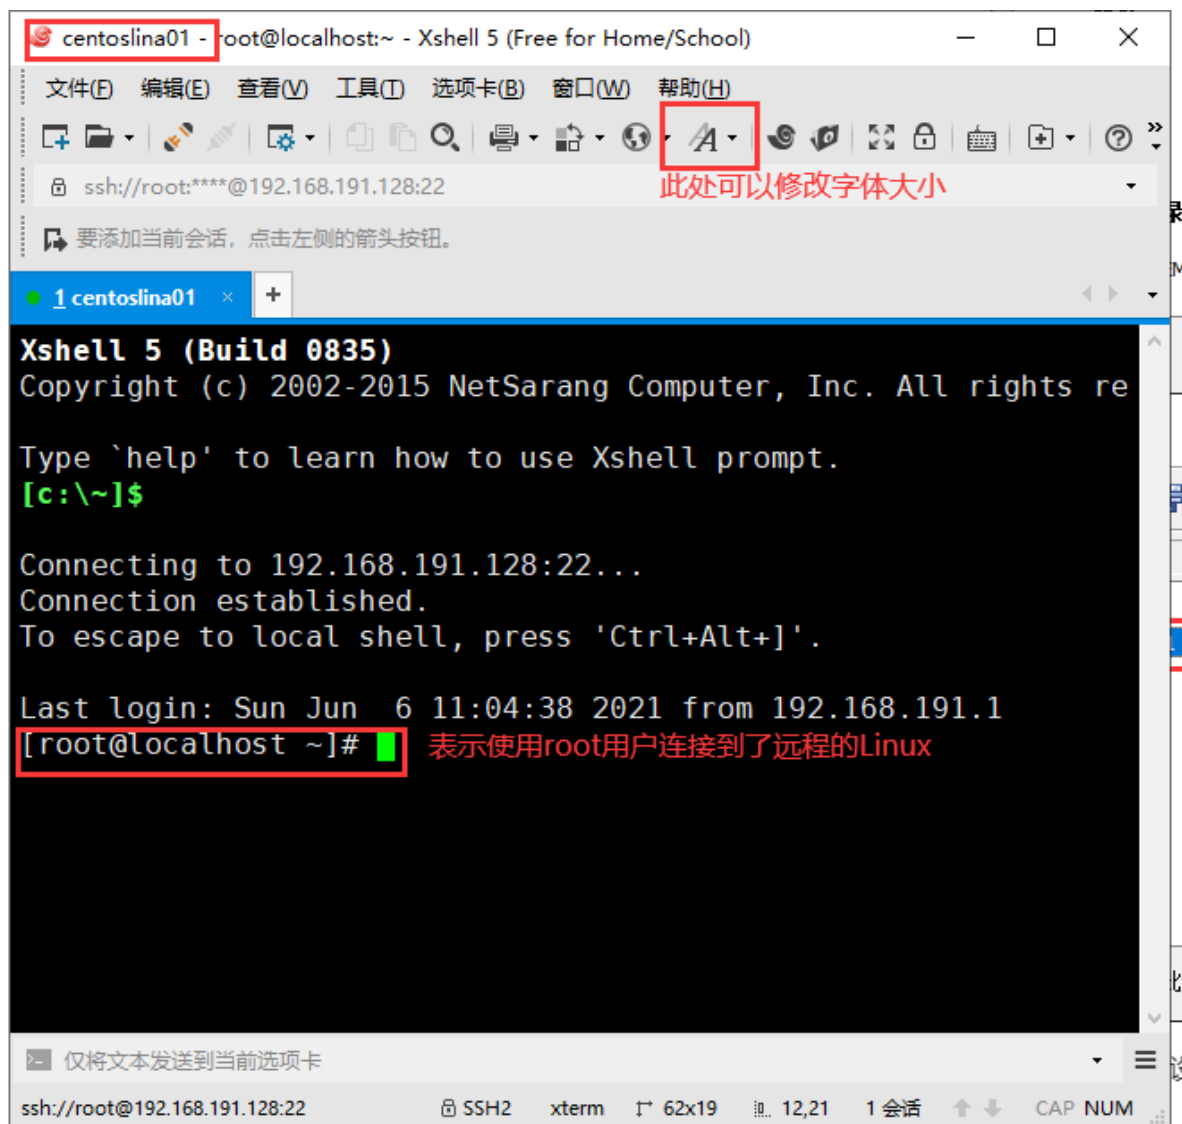 centoslina01 - root@localhost:~ - Xshell 5 (Free for Home/School)
文件(F) 编辑(E) 查看(V) 工具(T) 选项卡(B) 窗口(W) 帮助(H)
ssh://root:****@192.168.191.128:22
此处可以修改字体大小
要添加当前会话，点击左侧的箭头按钮。
1 centoslina01
Xshell 5 (Build 0835)
Copyright (c) 2002-2015 NetSarang Computer, Inc. All rights re
Type `help' to learn how to use Xshell prompt.
[c:\~]$
Connecting to 192.168.191.128:22...
Connection established.
To escape to local shell, press 'Ctrl+Alt+]'.
Last login: Sun Jun  6 11:04:38 2021 from 192.168.191.1
[root@localhost ~]# 表示使用root用户连接到了远程的Linux
仅将文本发送到当前选项卡
ssh://root@192.168.191.128:22 SSH2 xterm 62x19 12,21 1 会话 CAP NUM